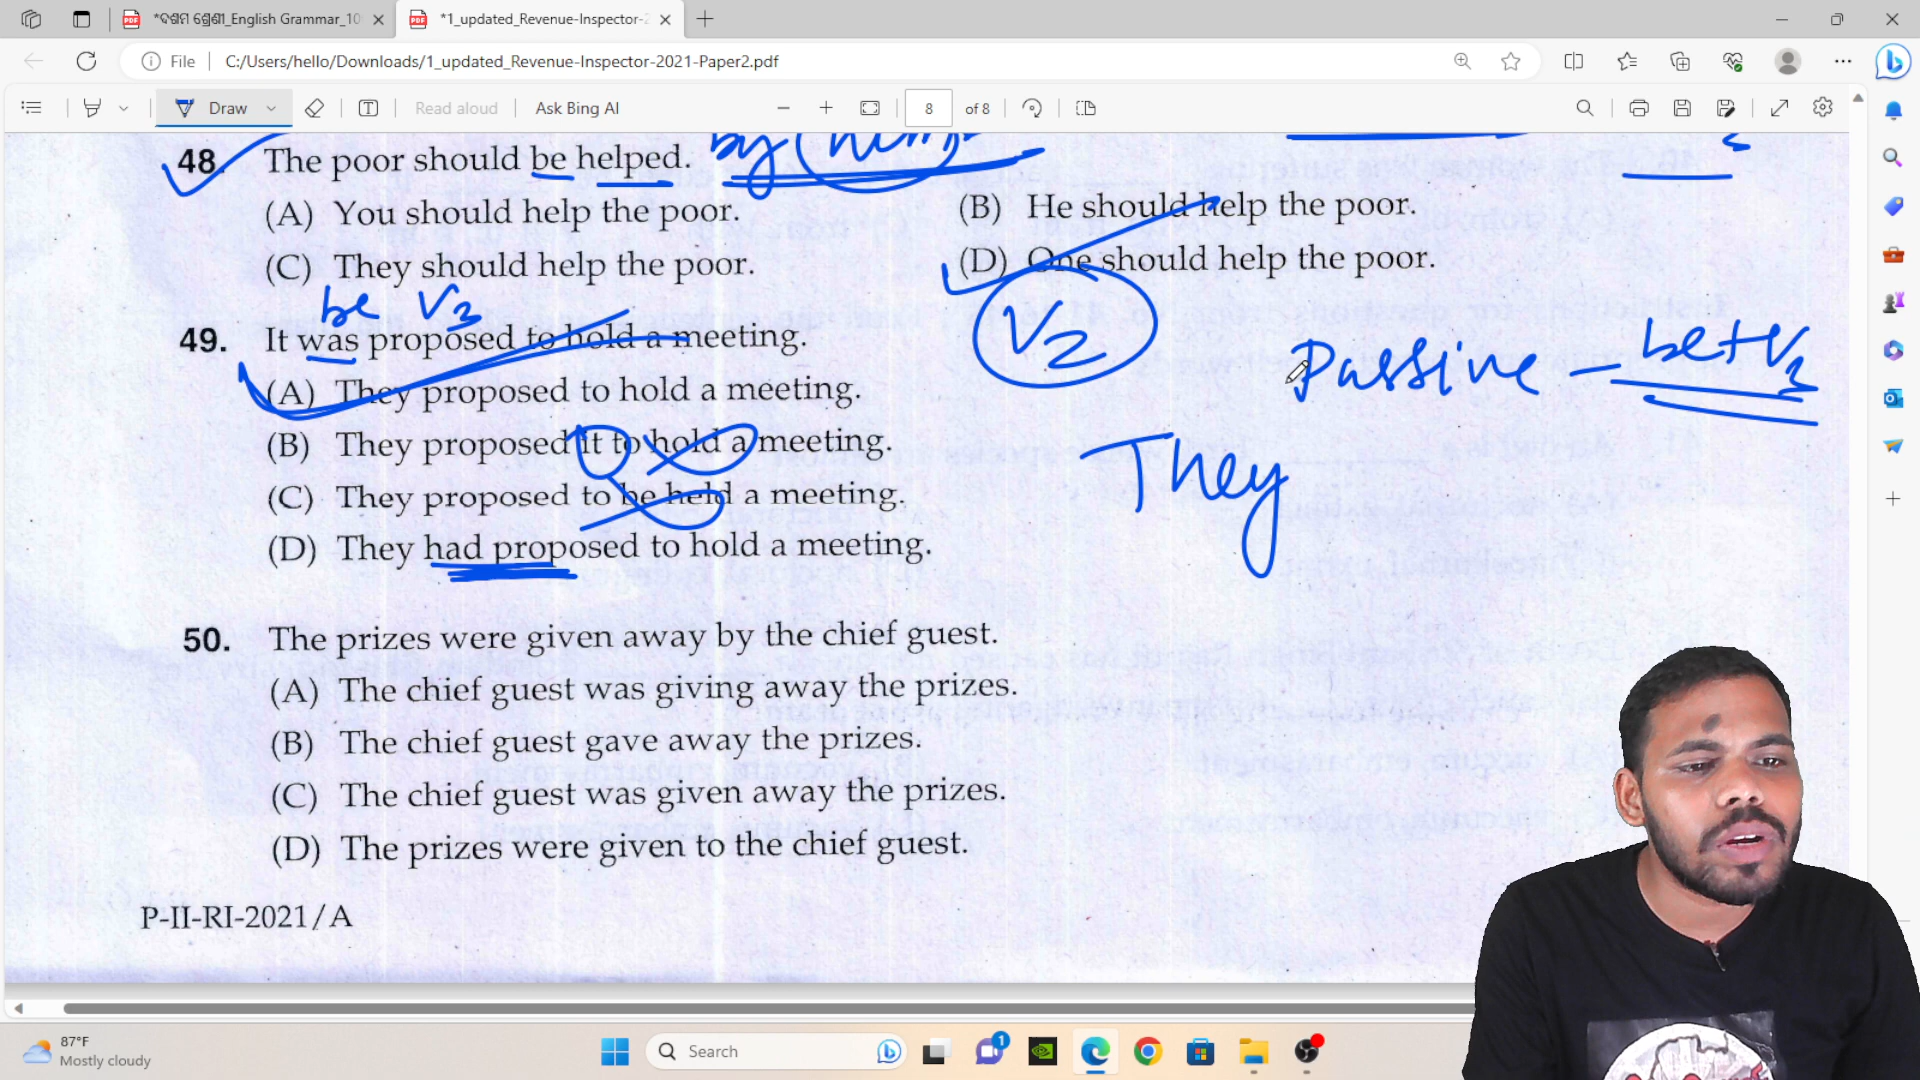 *ଦଶମ ଶ୍ରେଣୀ_English Grammar_10
*1_updated_Revenue-Inspector-2
File
C:/Users/hello/Downloads/1_updated_Revenue-Inspector-2021-Paper2.pdf
Draw
Read aloud
Ask Bing AI
8
of 8
by
48. The poor should be helped.
(A) You should help the poor.
(B) He should help the poor.
(C) They should help the poor.
(D) One should help the poor.
be V3
V2
Passive - be+V3
49. It was proposed to hold a meeting.
(A) They proposed to hold a meeting.
(B) They proposed it to hold a meeting.
They
(C) They proposed to be held a meeting.
(D) They had proposed to hold a meeting.
50. The prizes were given away by the chief guest.
(A) The chief guest was giving away the prizes.
(B) The chief guest gave away the prizes.
(C) The chief guest was given away the prizes.
(D) The prizes were given to the chief guest.
P-II-RI-2021/A
87°F
Mostly cloudy
Search
1